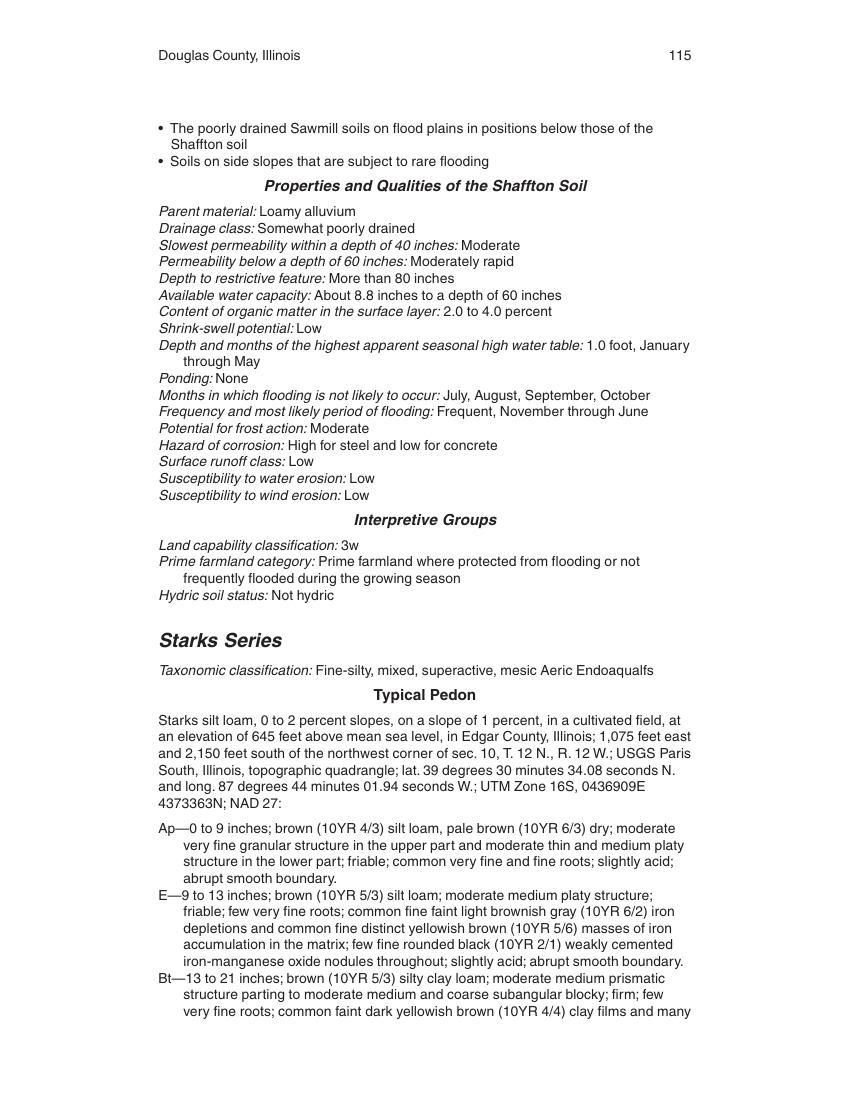 Douglas County, Illinois 115
• The poorly drained Sawmill soils on flood plains in positions below those of the
Shaffton soil
• Soils on side slopes that are subject to rare flooding
Properties and Qualities of the Shaffton Soil
Parent material: Loamy alluvium
Drainage class: Somewhat poorly drained
Slowest permeability within a depth of 40 inches: Moderate
Permeability below a depth of 60 inches: Moderately rapid
Depth to restrictive feature: More than 80 inches
Available water capacity: About 8.8 inches to a depth of 60 inches
Content of organic matter in the surface layer: 2.0 to 4.0 percent
Shrink-swell potential: Low
Depth and months of the highest apparent seasonal high water table: 1.0 foot, January
through May
Ponding: None
Months in which flooding is not likely to occur: July, August, September, October
Frequency and most likely period of flooding: Frequent, November through June
Potential for frost action: Moderate
Hazard of corrosion: High for steel and low for concrete
Surface runoff class: Low
Susceptibility to water erosion: Low
Susceptibility to wind erosion: Low
Interpretive Groups
Land capability classification: 3w
Prime farmland category: Prime farmland where protected from flooding or not
frequently flooded during the growing season
Hydric soil status: Not hydric
Starks Series
Taxonomic classification: Fine-silty, mixed, superactive, mesic Aeric Endoaqualfs
Typical Pedon
Starks silt loam, 0 to 2 percent slopes, on a slope of 1 percent, in a cultivated field, at
an elevation of 645 feet above mean sea level, in Edgar County, Illinois; 1,075 feet east
and 2,150 feet south of the northwest corner of sec. 10, T. 12 N., R. 12 W.; USGS Paris
South, Illinois, topographic quadrangle; lat. 39 degrees 30 minutes 34.08 seconds N.
and long. 87 degrees 44 minutes 01.94 seconds W.; UTM Zone 16S, 0436909E
4373363N; NAD 27:
Ap—0 to 9 inches; brown (10YR 4/3) silt loam, pale brown (10YR 6/3) dry; moderate
very fine granular structure in the upper part and moderate thin and medium platy
structure in the lower part; friable; common very fine and fine roots; slightly acid;
abrupt smooth boundary.
E—9 to 13 inches; brown (10YR 5/3) silt loam; moderate medium platy structure;
friable; few very fine roots; common fine faint light brownish gray (10YR 6/2) iron
depletions and common fine distinct yellowish brown (10YR 5/6) masses of iron
accumulation in the matrix; few fine rounded black (10YR 2/1) weakly cemented
iron-manganese oxide nodules throughout; slightly acid; abrupt smooth boundary.
Bt—13 to 21 inches; brown (10YR 5/3) silty clay loam; moderate medium prismatic
structure parting to moderate medium and coarse subangular blocky; firm; few
very fine roots; common faint dark yellowish brown (10YR 4/4) clay films and many